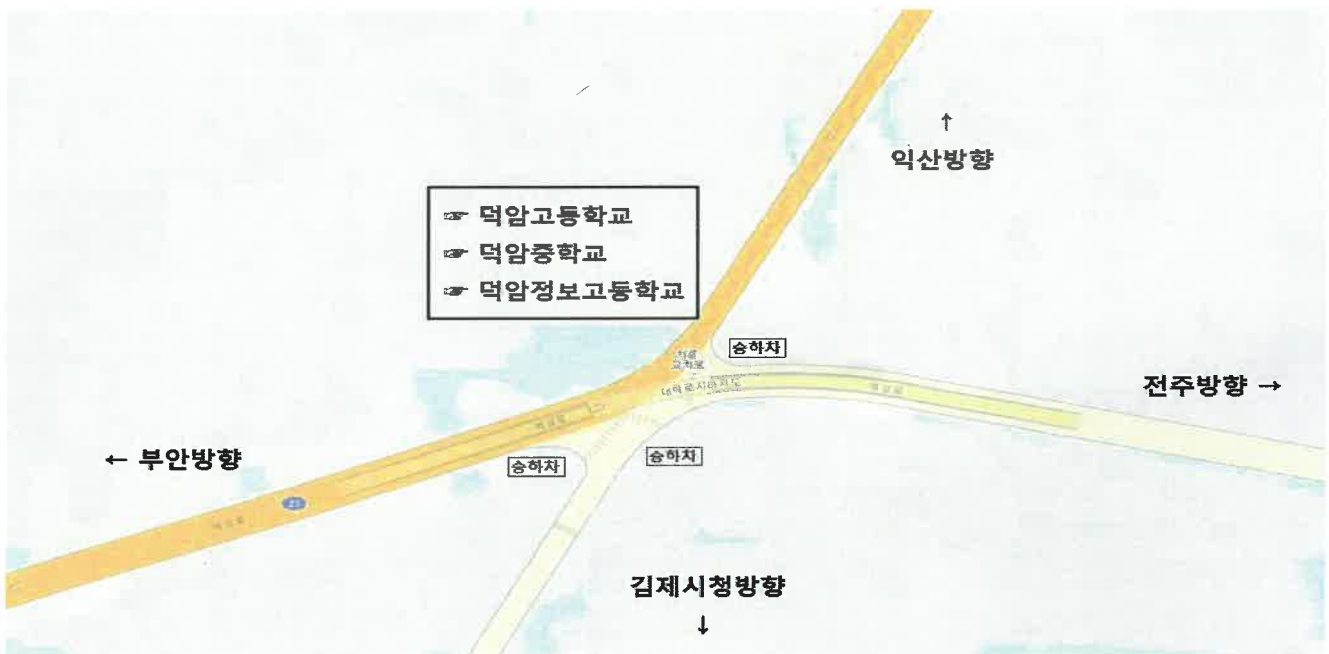 ↑
익산방향
☞ 덕암고등학교
☞ 덕암중학교
☞ 덕암정보고등학교
승하차
전주방향 →
← 부안방향
승하차
승하차
김제시청방향
↓